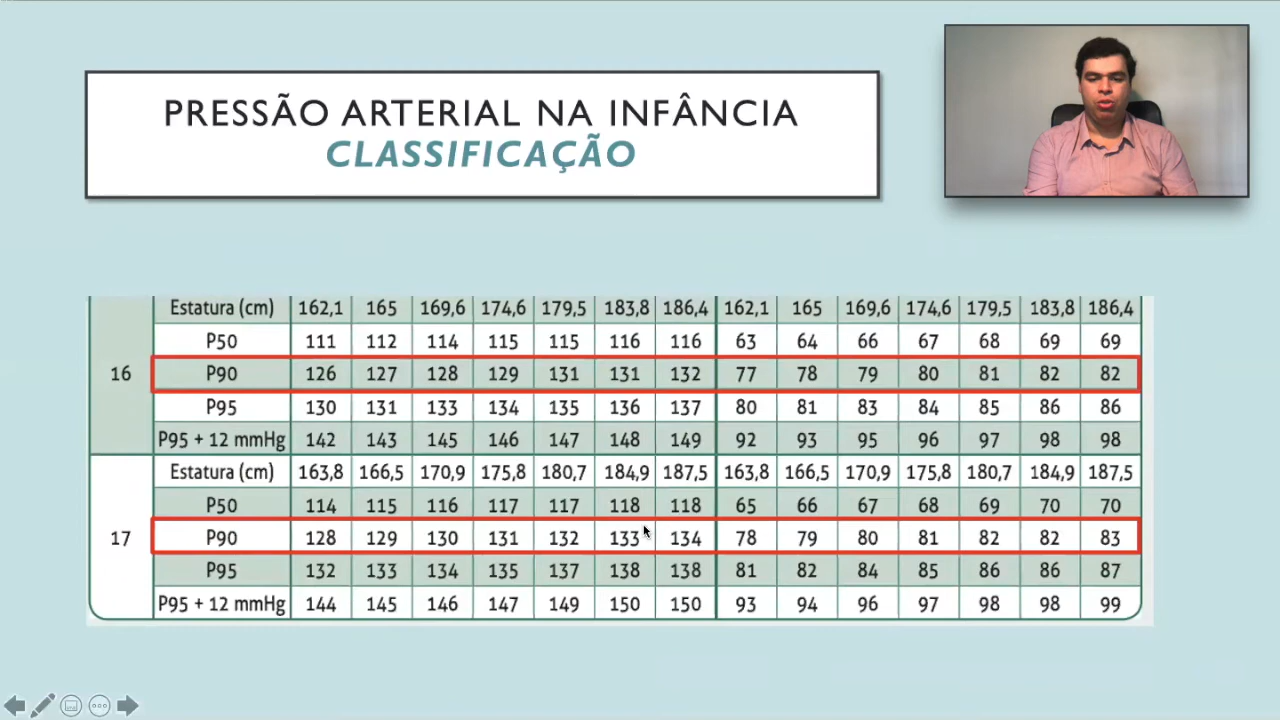 PRESSÃO ARTERIAL NA INFÂNCIA
CLASSIFICAÇÃO
Estatura (cm) 162,1 165 169,6 174,6 179,5 183,8 186,4 162,1 165 169,6 174,6 179,5 183,8 186,4
P50 111 112 114 115 115 116 116 63 64 66 67 68 69 69
16 P90 126 127 128 129 131 131 132 77 78 79 80 81 82 82
P95 130 131 133 134 135 136 137 80 81 83 84 85 86 86
P95 + 12 mmHg 142 143 145 146 147 148 149 92 93 95 96 97 98 98
Estatura (cm) 163,8 166,5 170,9 175,8 180,7 184,9 187,5 163,8 166,5 170,9 175,8 180,7 184,9 187,5
P50 114 115 116 117 117 118 118 65 66 67 68 69 70 70
17 P90 128 129 130 131 132 133 134 78 79 80 81 82 82 83
P95 132 133 134 135 137 138 138 81 82 84 85 86 86 87
P95 + 12 mmHg 144 145 146 147 149 150 150 93 94 96 97 98 98 99